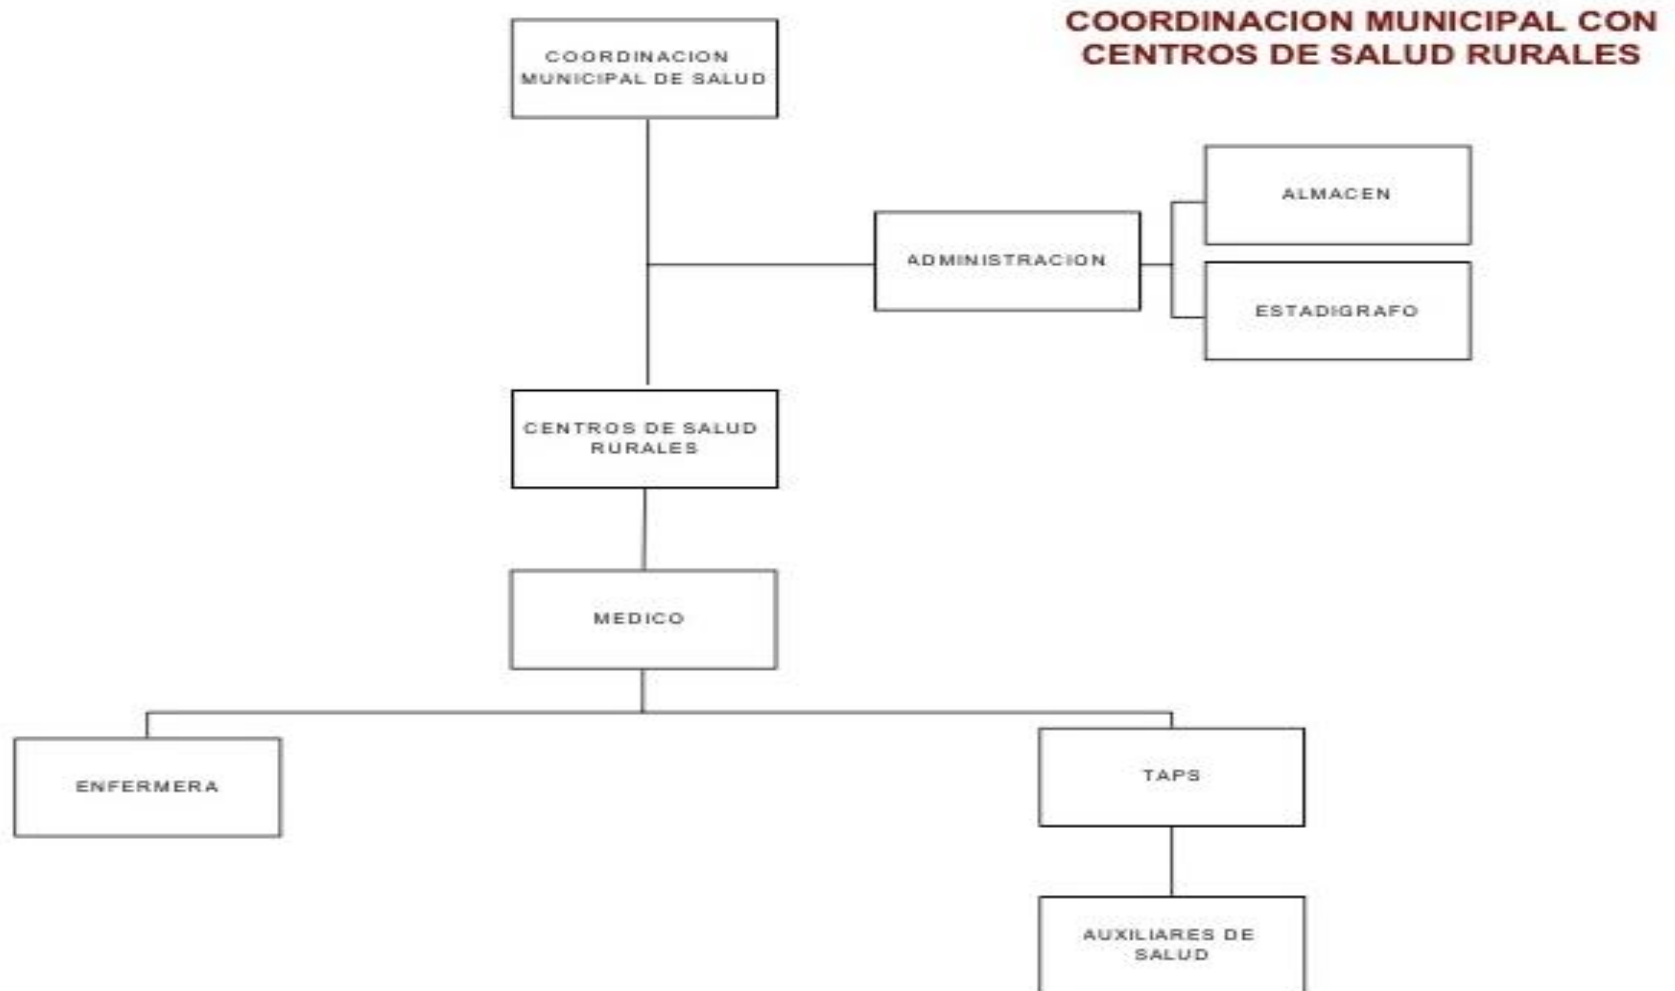 COORDINACION MUNICIPAL CON
CENTROS DE SALUD RURALES
COORDINACION
MUNICIPAL DE SALUD
ALMACEN
ADMINISTRACION
ESTADIGRAFO
CENTROS DE SALUD
RURALES
MEDICO
ENFERMERA
TAPS
AUXILIARES DE
SALUD